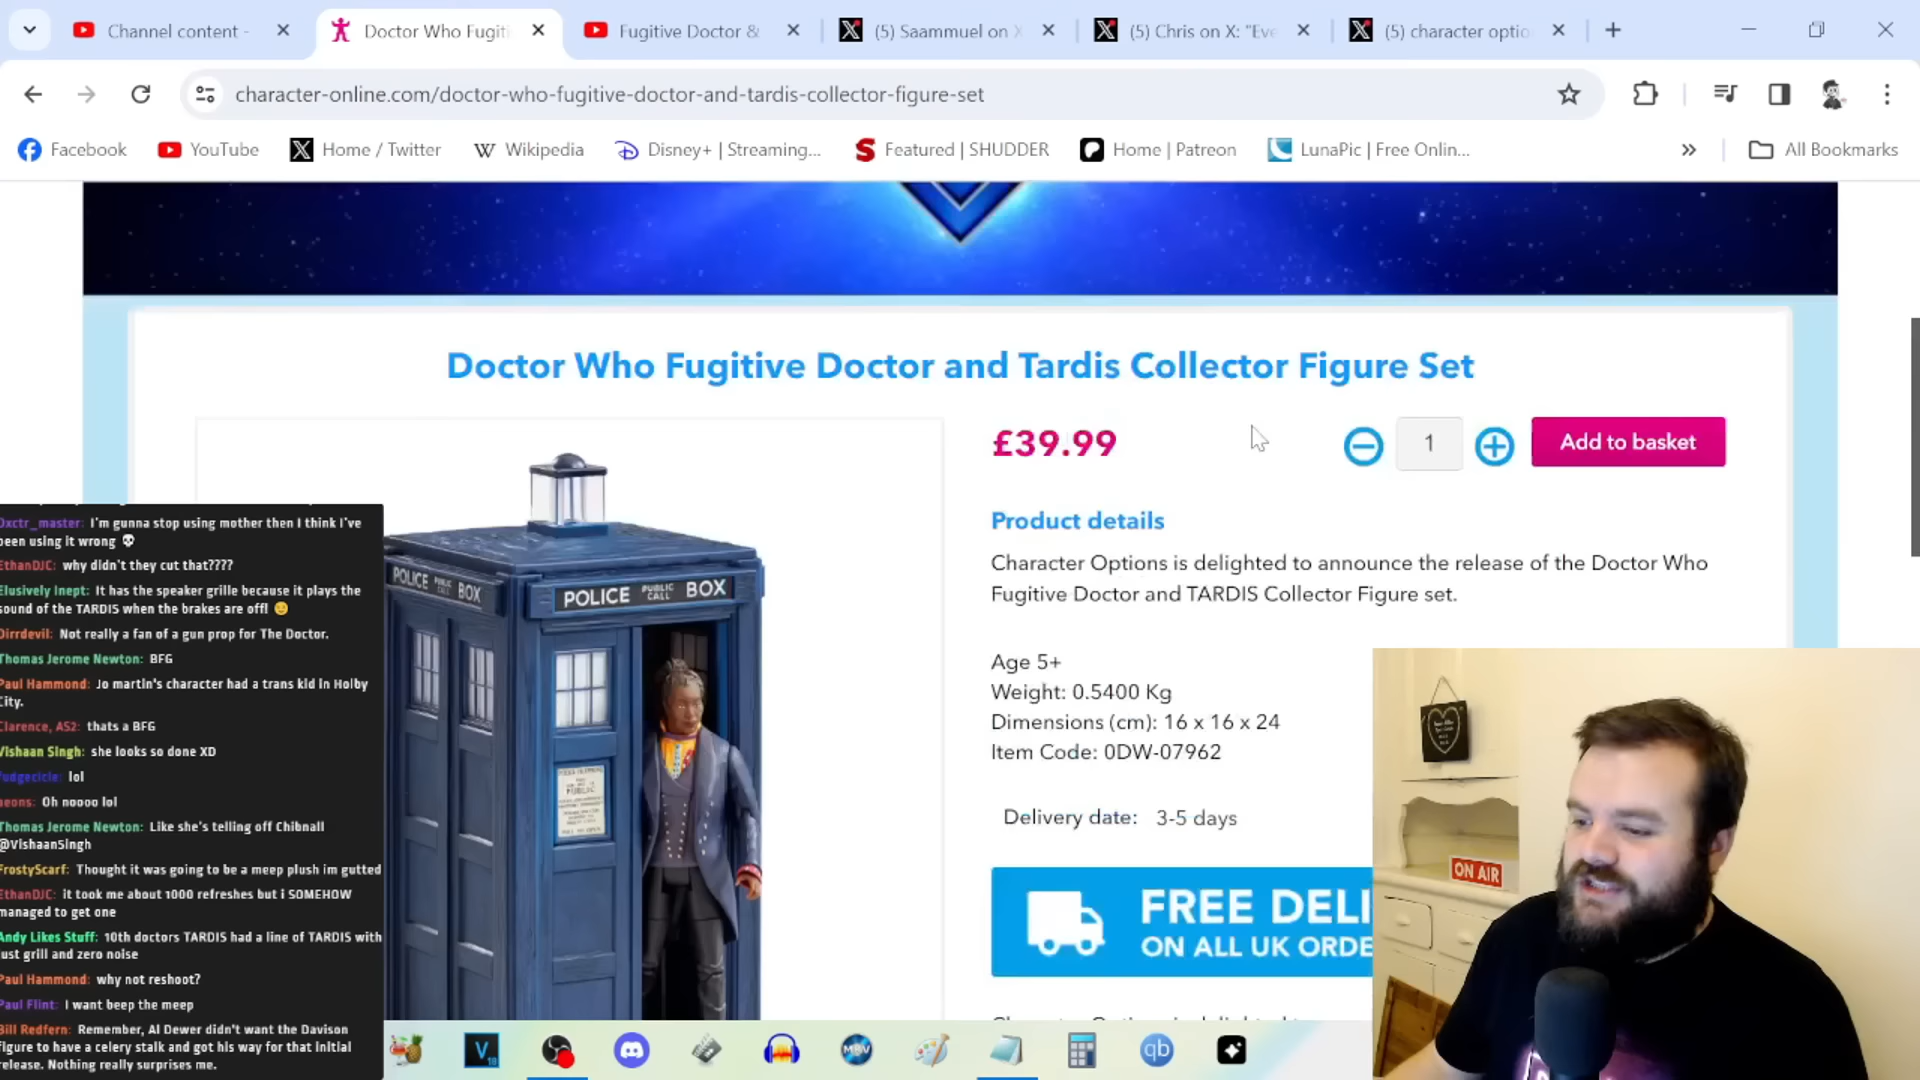 Channel content -
Doctor Who Fugiti
Fugitive Doctor &
(5) Saammuel on X
(5) Chris on X: "Eve
(5) character optio
character-online.com/doctor-who-fugitive-doctor-and-tardis-collector-figure-set
Facebook
YouTube
Home / Twitter
Wikipedia
Disney+ | Streaming...
Featured | SHUDDER
Home | Patreon
LunaPic | Free Onlin...
All Bookmarks
Doctor Who Fugitive Doctor and Tardis Collector Figure Set
£39.99
1
Add to basket
Product details
Character Options is delighted to announce the release of the Doctor Who
Fugitive Doctor and TARDIS Collector Figure set.
Age 5+
Weight: 0.5400 Kg
Dimensions (cm): 16 x 16 x 24
Item Code: 0DW-07962
Delivery date: 3-5 days
FREE DELI
ON ALL UK ORDE
POLICE PUBLIC CALL BOX
POLICE PUBLIC CALL BOX
PUBLIC
ON AIR
Dxctr_master: I'm gunna stop using mother then I think I've
been using it wrong
EthanDJC: why didn't they cut that????
Elusively Inept: It has the speaker grille because it plays the
sound of the TARDIS when the brakes are off!
Dirrdevil: Not really a fan of a gun prop for The Doctor.
Thomas Jerome Newton: BFG
Paul Hammond: Jo martin's character had a trans kid in Holby
City.
Clarence, AS2: thats a BFG
Vishaan Singh: she looks so done XD
Fudgecicle: lol
aeons: Oh noooo lol
Thomas Jerome Newton: Like she's telling off Chibnall
@VishaanSingh
FrostyScarf: Thought it was going to be a meep plush im gutted
EthanDJC: it took me about 1000 refreshes but i SOMEHOW
managed to get one
Andy Likes Stuff: 10th doctors TARDIS had a line of TARDIS with
just grill and zero noise
Paul Hammond: why not reshoot?
Paul Flint: I want beep the meep
Bill Redfern: Remember, Al Dewer didn't want the Davison
figure to have a celery stalk and got his way for that initial
release. Nothing really surprises me.
V
18
qb